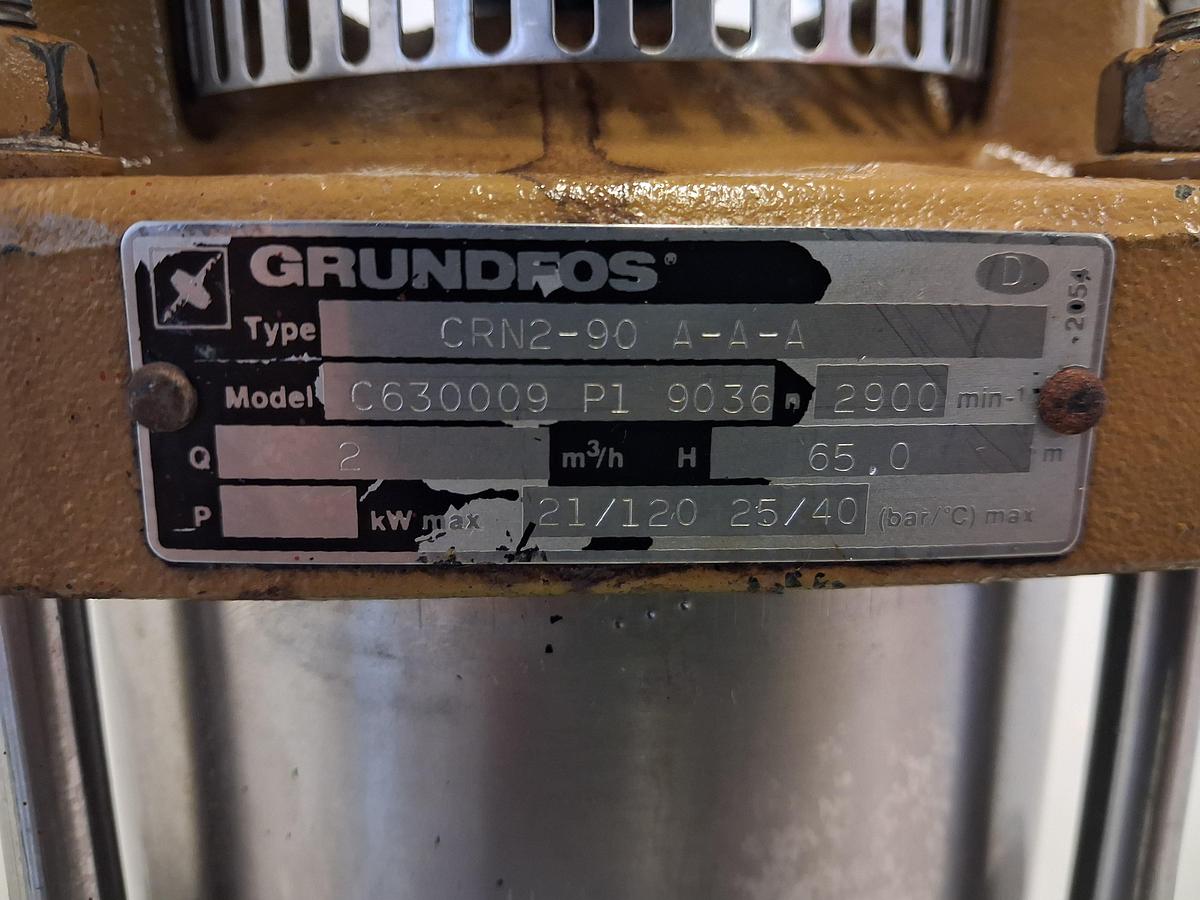 GRUNDFOS®
D
Type CRN2-90 A-A-A
Model C630009 P1 9036 n 2900 min⁻¹
Q 2 m³/h H 65,0 m
P kW max 21/120 25/40 (bar/°C) max